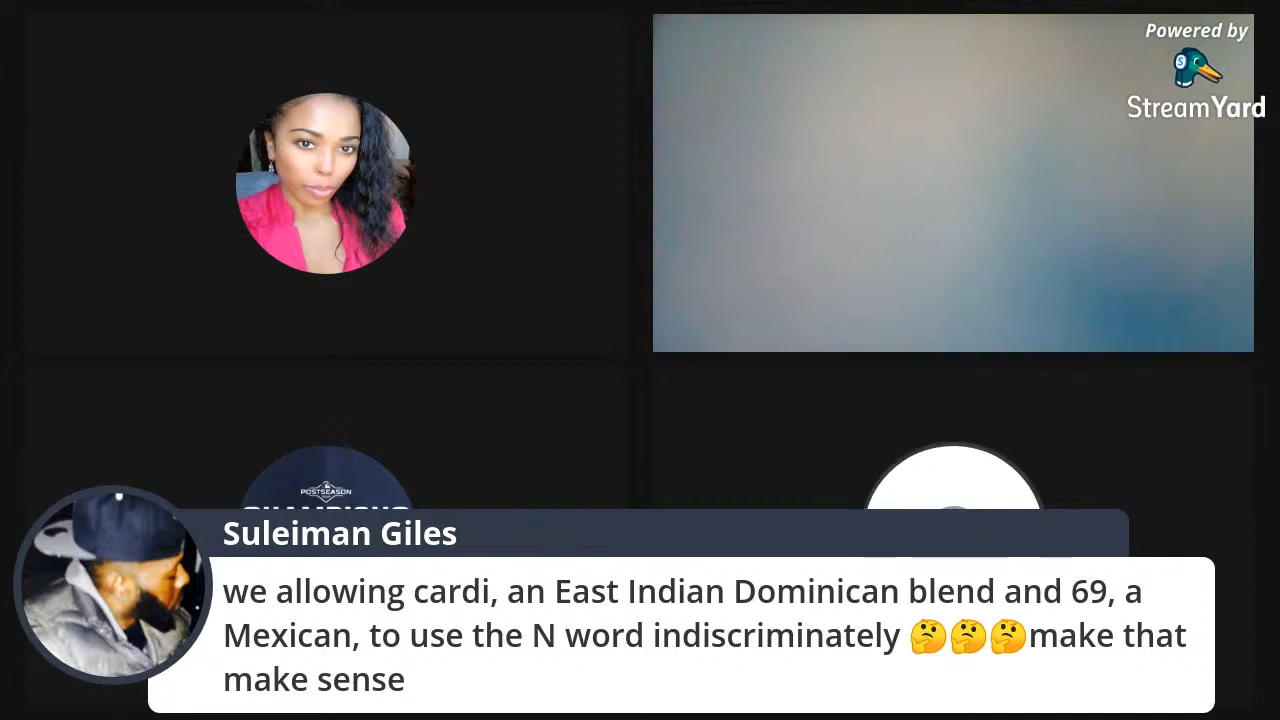 Powered by
StreamYard
POSTSEASON
CHAMPIONS
Suleiman Giles
we allowing cardi, an East Indian Dominican blend and 69, a
Mexican, to use the N word indiscriminately 🤔🤔🤔make that
make sense